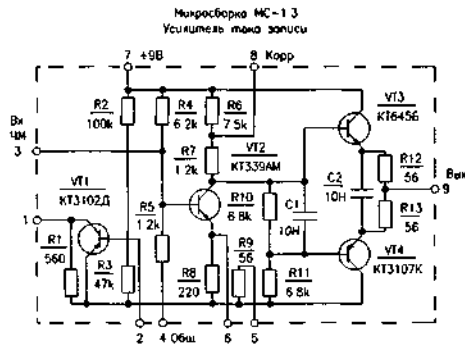 Микросборка МС-1.3
Усилитель тока записи
7 +9В
8 Корр
R2
100k
R4
6.2k
R6
7.5k
VT3
КТ645Б
Вх
ЧМ
3
R7
1.2k
VT2
КТ339АМ
R12
56
Вых
9
C2
10Н
VT1
КТ3102Д
R5
1.2k
R10
6.8k
C1
10Н
R13
56
1
R1
560
R3
47k
R8
220
R9
56
R11
6.8k
VT4
КТ3107К
2
4 Общ
6
5